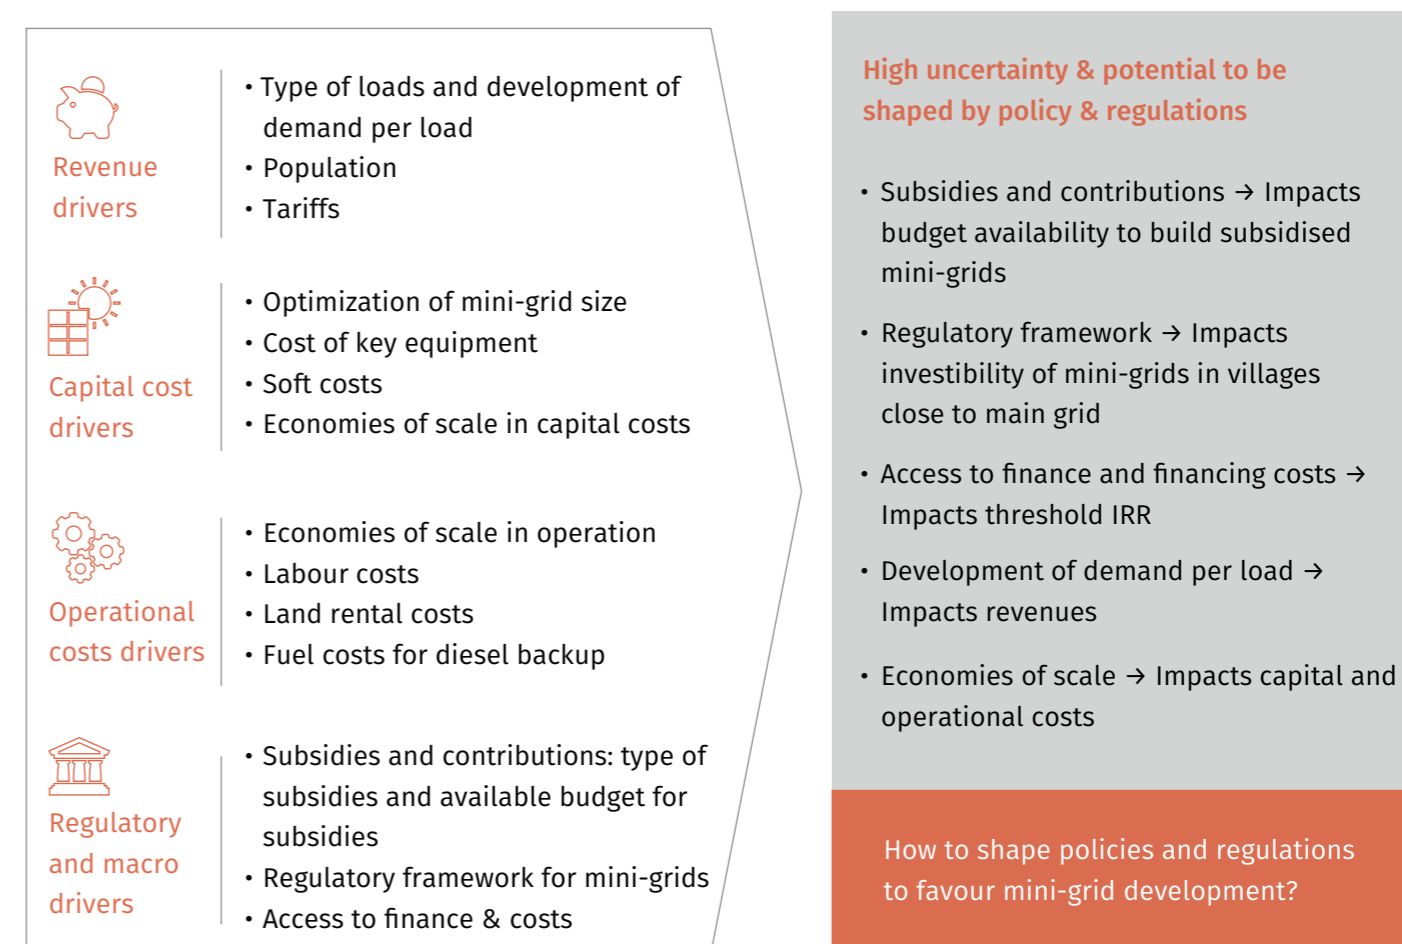 Revenue
drivers
• Type of loads and development of
demand per load
• Population
• Tariffs
Capital cost
drivers
• Optimization of mini-grid size
• Cost of key equipment
• Soft costs
• Economies of scale in capital costs
Operational
costs drivers
• Economies of scale in operation
• Labour costs
• Land rental costs
• Fuel costs for diesel backup
Regulatory
and macro
drivers
• Subsidies and contributions: type of
subsidies and available budget for
subsidies
• Regulatory framework for mini-grids
• Access to finance & costs
High uncertainty & potential to be
shaped by policy & regulations
• Subsidies and contributions → Impacts
budget availability to build subsidised
mini-grids
• Regulatory framework → Impacts
investibility of mini-grids in villages
close to main grid
• Access to finance and financing costs →
Impacts threshold IRR
• Development of demand per load →
Impacts revenues
• Economies of scale → Impacts capital and
operational costs
How to shape policies and regulations
to favour mini-grid development?